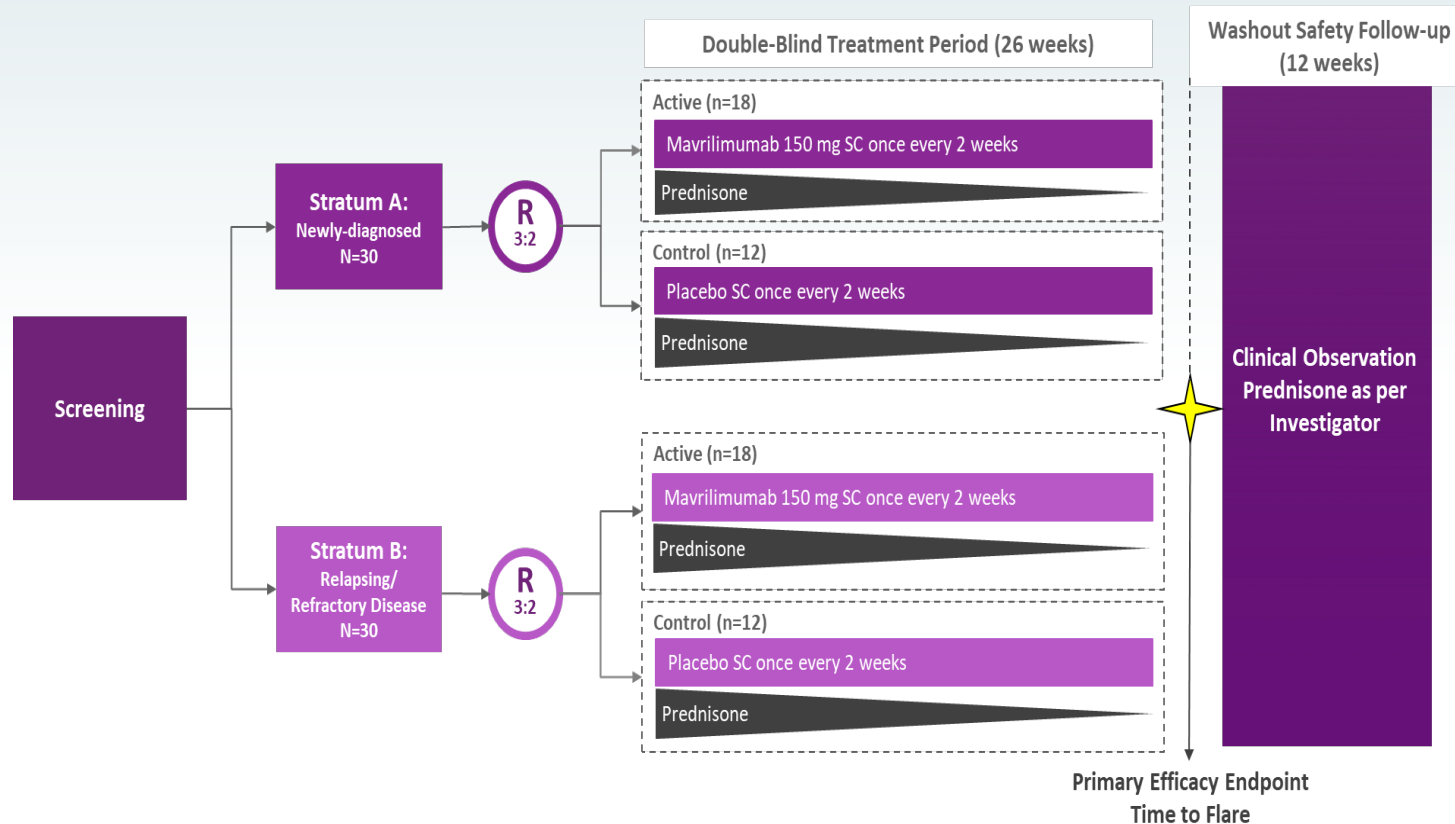 Double-Blind Treatment Period (26 weeks)
Washout Safety Follow-up
(12 weeks)
Screening
Stratum A:
Newly-diagnosed
N=30
R
3:2
Active (n=18)
Mavrilimumab 150 mg SC once every 2 weeks
Prednisone
Control (n=12)
Placebo SC once every 2 weeks
Prednisone
Stratum B:
Relapsing/
Refractory Disease
N=30
R
3:2
Active (n=18)
Mavrilimumab 150 mg SC once every 2 weeks
Prednisone
Control (n=12)
Placebo SC once every 2 weeks
Prednisone
Clinical Observation
Prednisone as per
Investigator
Primary Efficacy Endpoint
Time to Flare